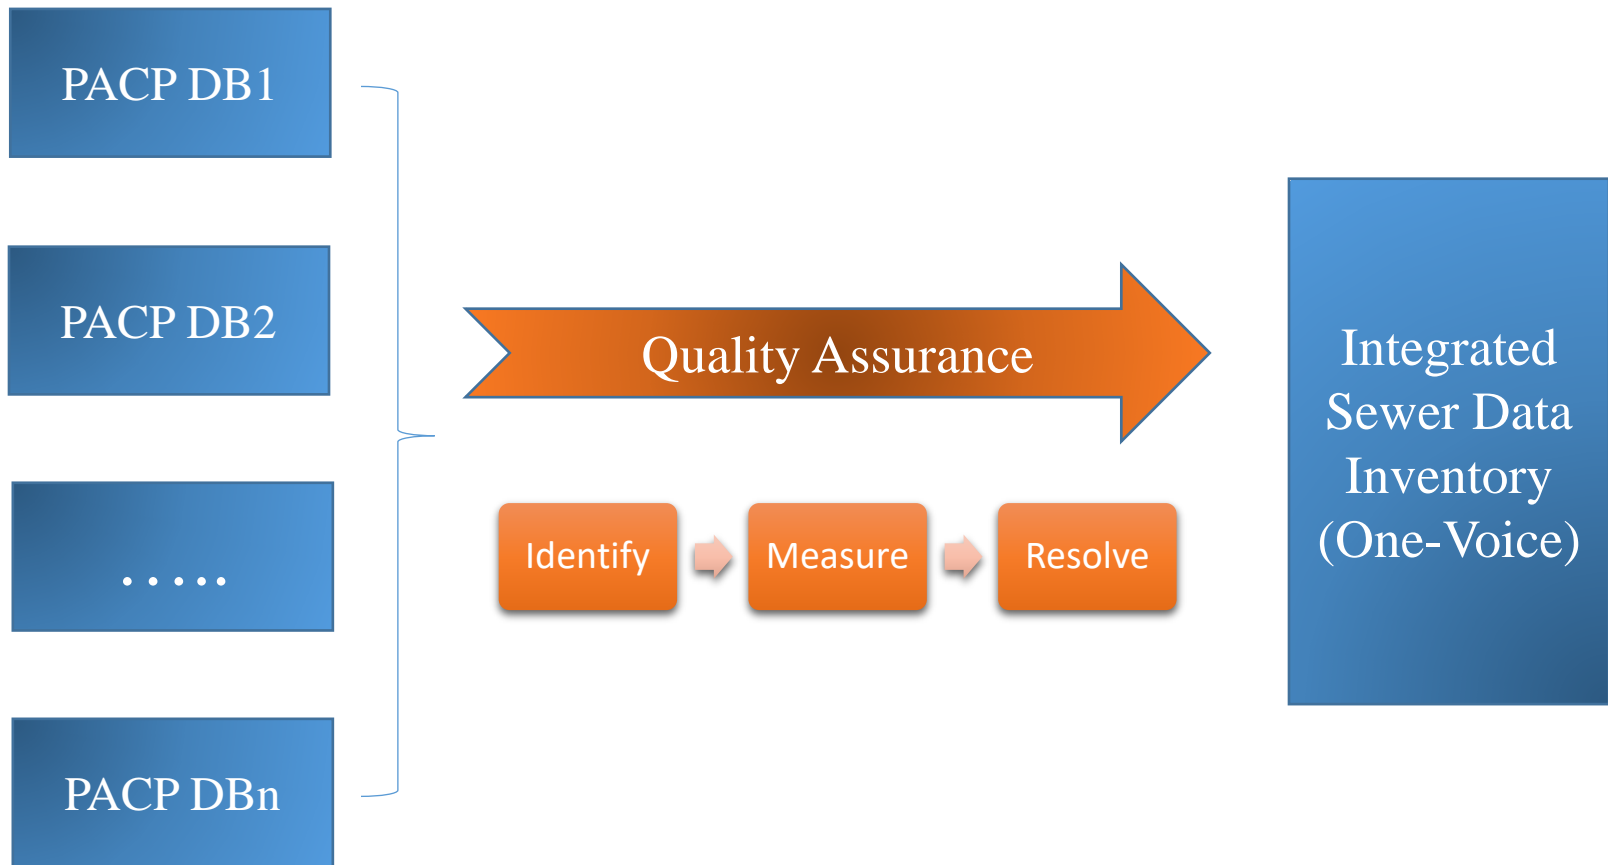 PACP DB1
PACP DB2
.....
PACP DBn
Quality Assurance
Identify
Measure
Resolve
Integrated
Sewer Data
Inventory
(One-Voice)